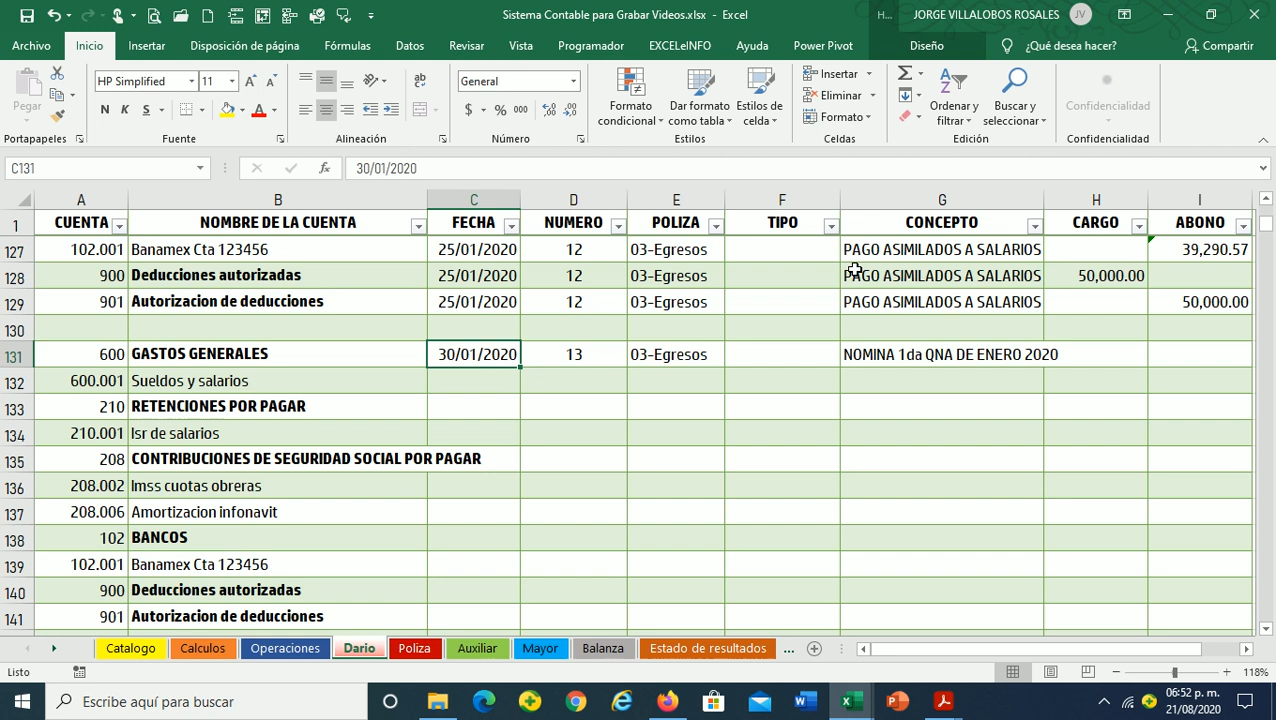 Sistema Contable para Grabar Videos.xlsx - Excel
H...
JORGE VILLALOBOS ROSALES
JV
Archivo Inicio Insertar Disposición de página Fórmulas Datos Revisar Vista Programador EXCELeINFO Ayuda Power Pivot Diseño ¿Qué desea hacer? Compartir
Pegar
HP Simplified 11
N K S
General
$ % 000
Formato condicional
Dar formato como tabla
Estilos de celda
Insertar
Eliminar
Formato
Ordenar y filtrar
Buscar y seleccionar
Confidencialidad
Portapapeles Fuente Alineación Número Estilos Celdas Edición Confidencialidad
C131 fx 30/01/2020
A B C D E F G H I
1 CUENTA NOMBRE DE LA CUENTA FECHA NUMERO POLIZA TIPO CONCEPTO CARGO ABONO
127 102.001 Banamex Cta 123456 25/01/2020 12 03-Egresos PAGO ASIMILADOS A SALARIOS 39,290.57
128 900 Deducciones autorizadas 25/01/2020 12 03-Egresos PAGO ASIMILADOS A SALARIOS 50,000.00
129 901 Autorizacion de deducciones 25/01/2020 12 03-Egresos PAGO ASIMILADOS A SALARIOS 50,000.00
130
131 600 GASTOS GENERALES 30/01/2020 13 03-Egresos NOMINA 1da QNA DE ENERO 2020
132 600.001 Sueldos y salarios
133 210 RETENCIONES POR PAGAR
134 210.001 Isr de salarios
135 208 CONTRIBUCIONES DE SEGURIDAD SOCIAL POR PAGAR
136 208.002 Imss cuotas obreras
137 208.006 Amortizacion infonavit
138 102 BANCOS
139 102.001 Banamex Cta 123456
140 900 Deducciones autorizadas
141 901 Autorizacion de deducciones
Catalogo Calculos Operaciones Dario Poliza Auxiliar Mayor Balanza Estado de resultados ...
Listo 118%
Escribe aquí para buscar
06:52 p. m.
21/08/2020